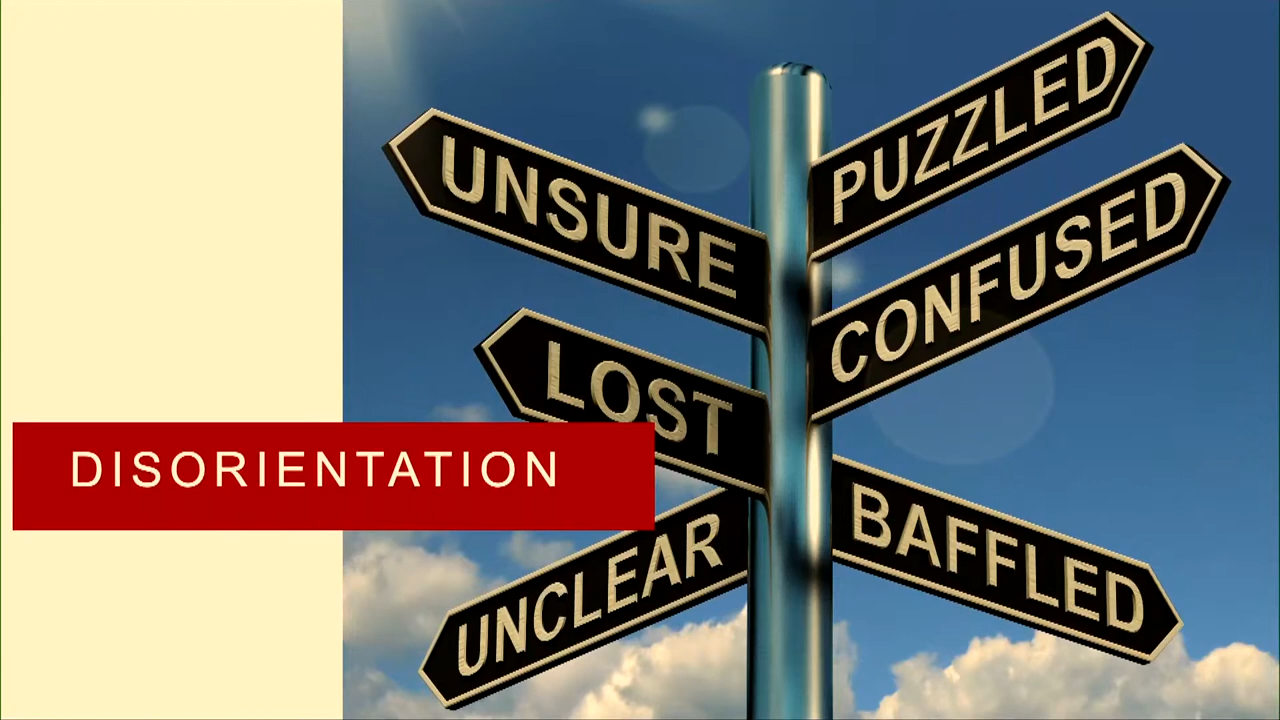 PUZZLED
UNSURE
CONFUSED
LOST
DISORIENTATION
BAFFLED
UNCLEAR